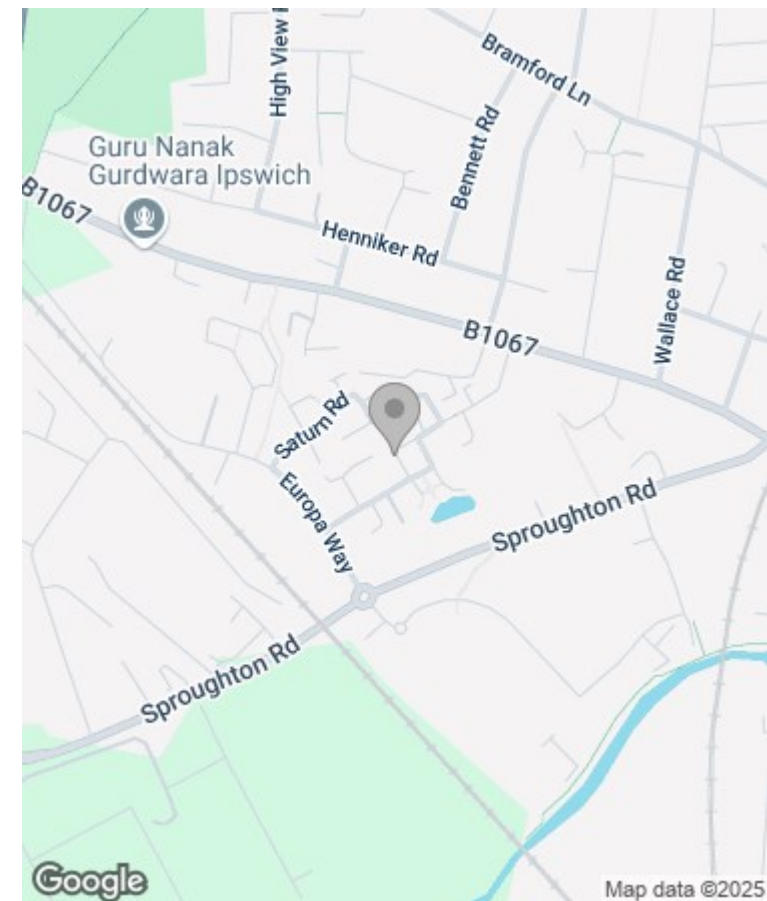 High View
Bramford Ln
Bennett Rd
Guru Nanak
Gurdwara Ipswich
B1067
Henniker Rd
Wallace Rd
B1067
Saturn Rd
Europa Way
Sproughton Rd
Sproughton Rd
Google
Map data ©2025